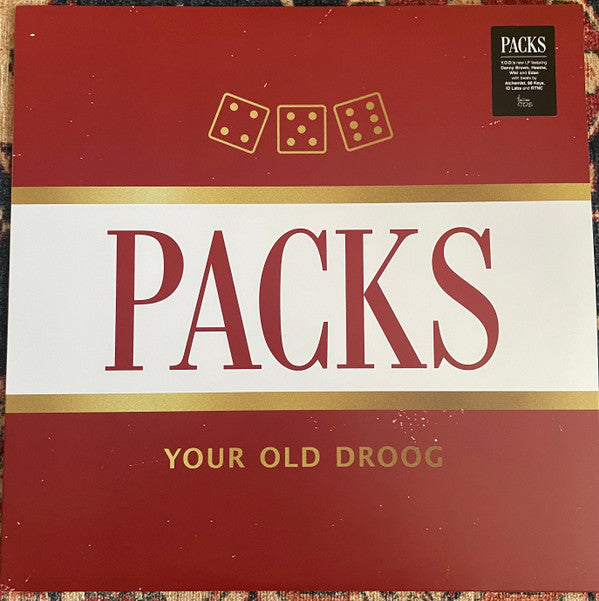 PACKS
Y.O.D.'s new LP featuring
Danny Brown, Heems,
Wiki and Edan
with beats by
Alchemist, 88 Keys,
ID Labs and RTNC
PACKS
YOUR OLD DROOG